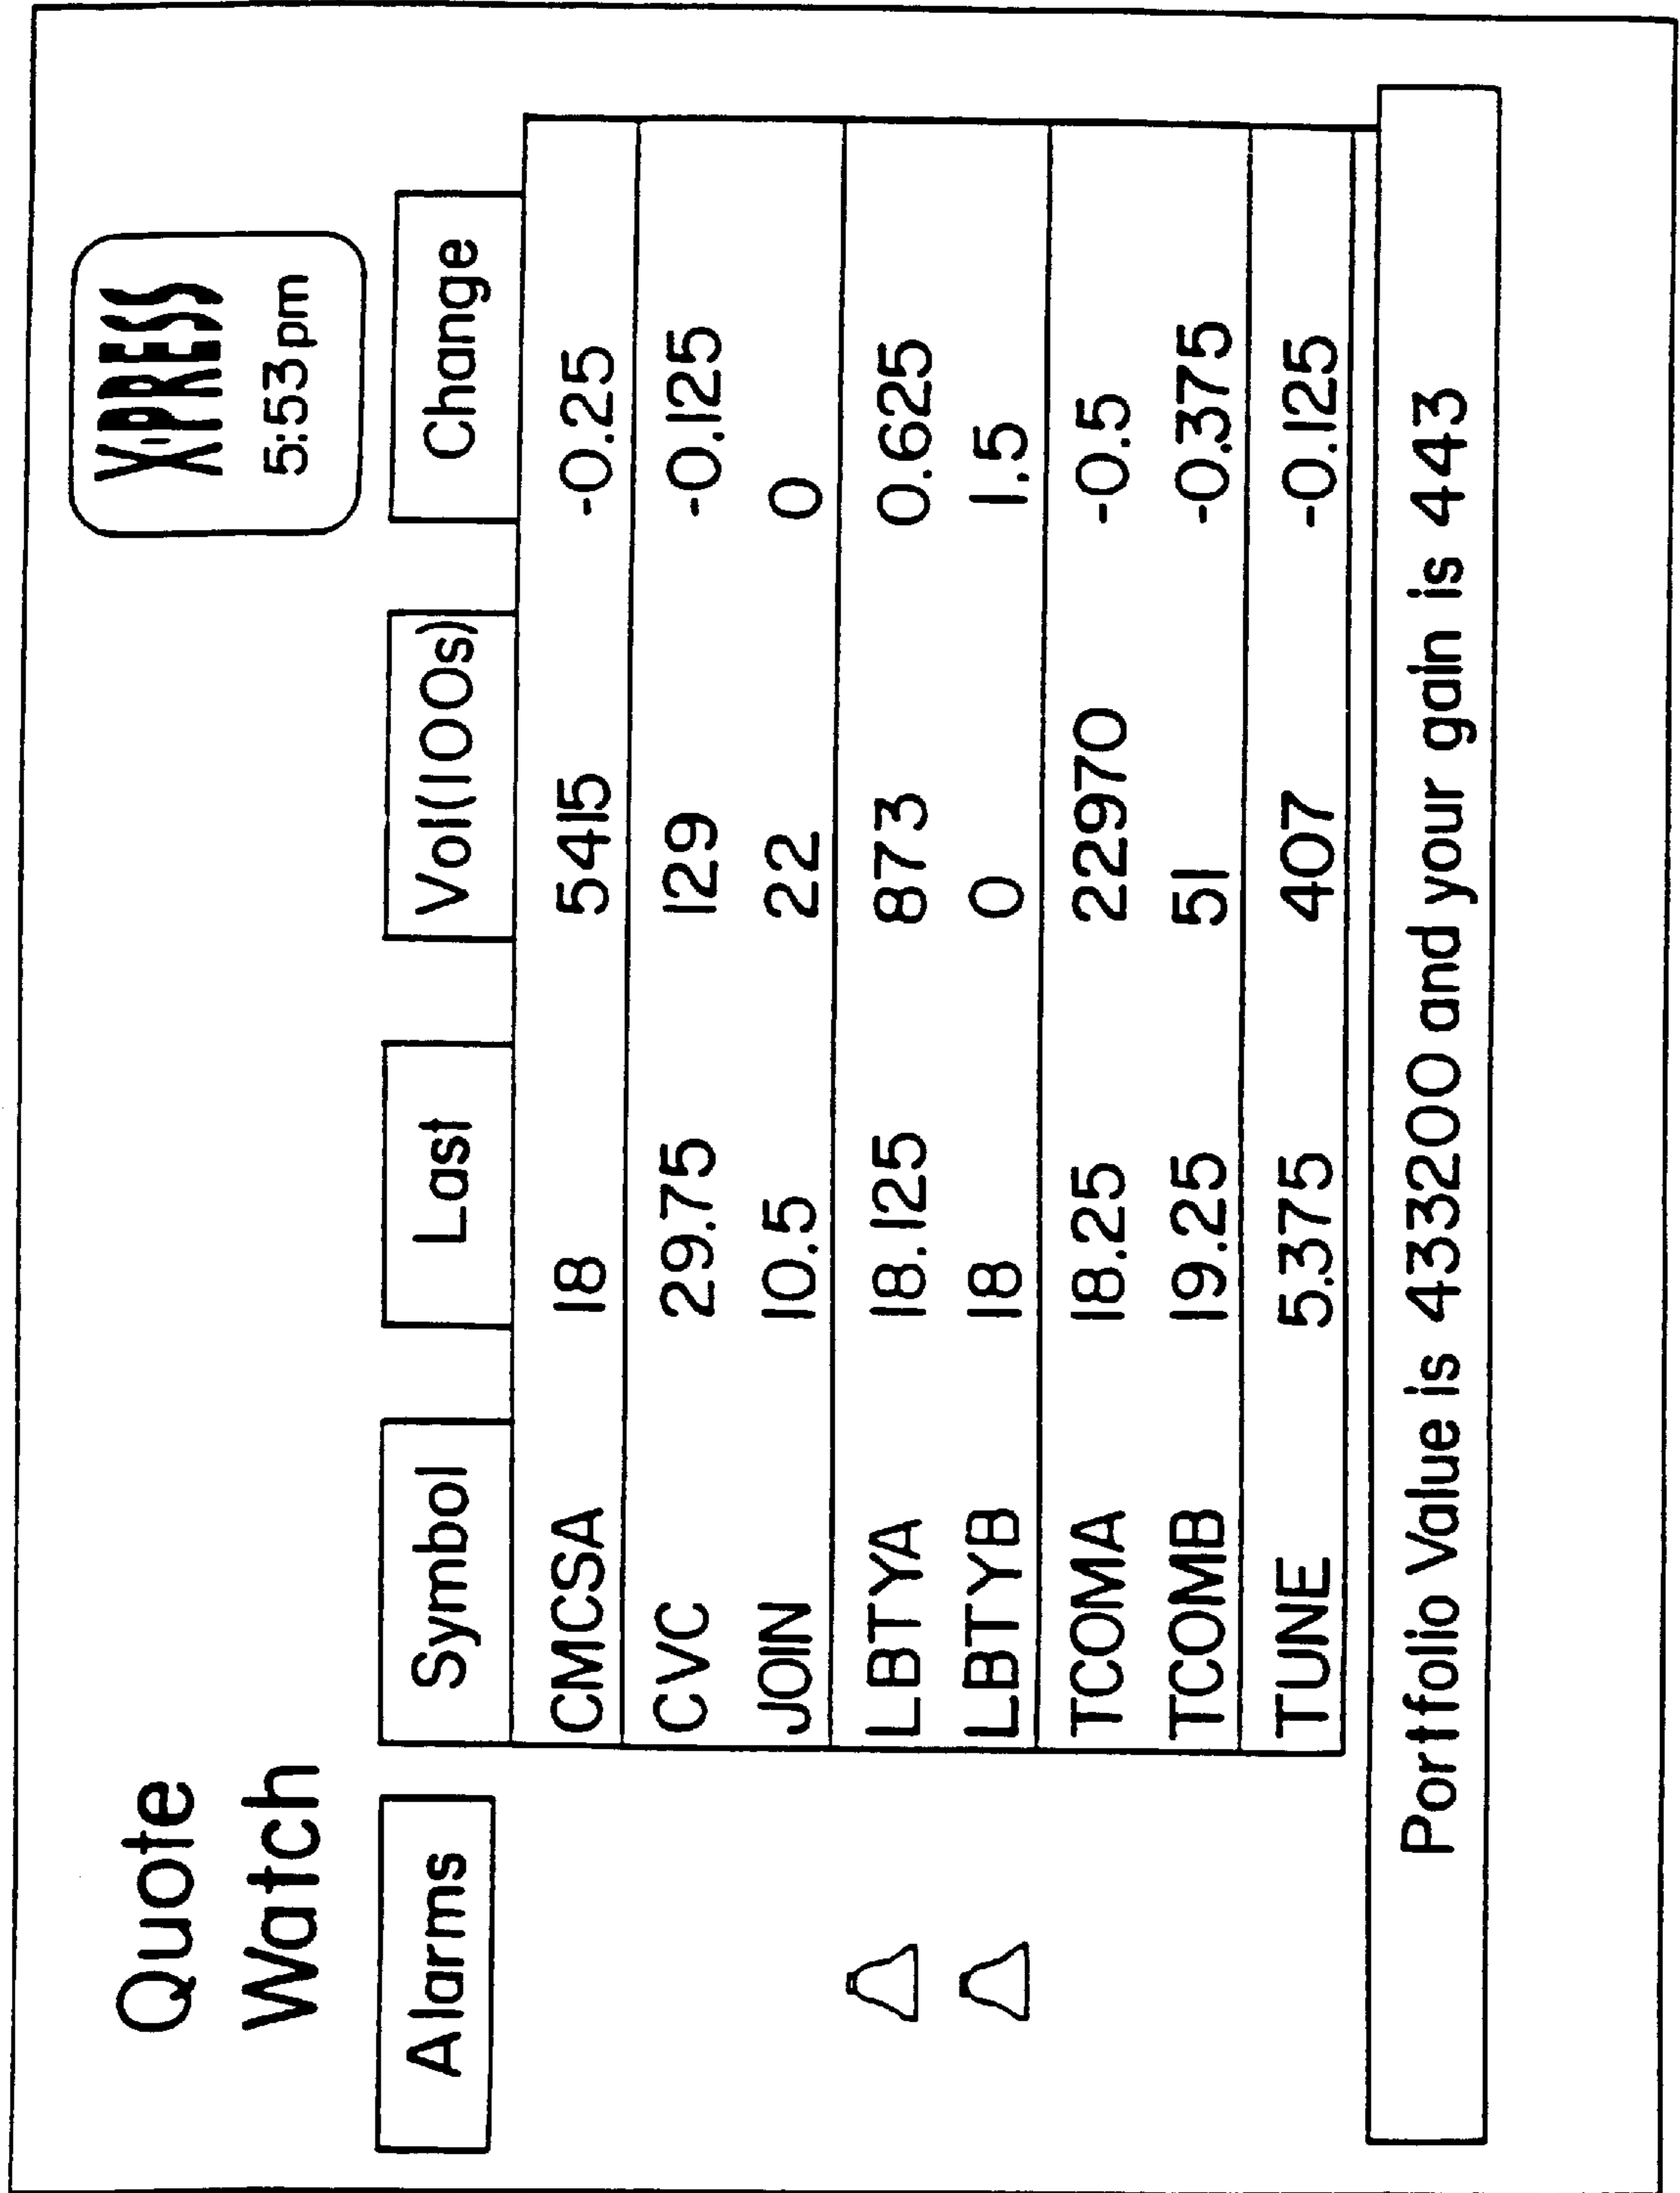 Quote
Watch
X·PRESS
5:53pm
Alarms Symbol Last Vol(100s) Change
CMCSA 18 5415 -0.25
CVC 29.75 129 -0.125
JOIN 10.5 22 0
LBTYA 18.125 873 0.625
LBTYB 18 0 1.5
TCOMA 18.25 22970 -0.5
TCOMB 19.25 51 -0.375
TUNE 5.375 407 -0.125
Portfolio Value is 433200 and your gain is 443